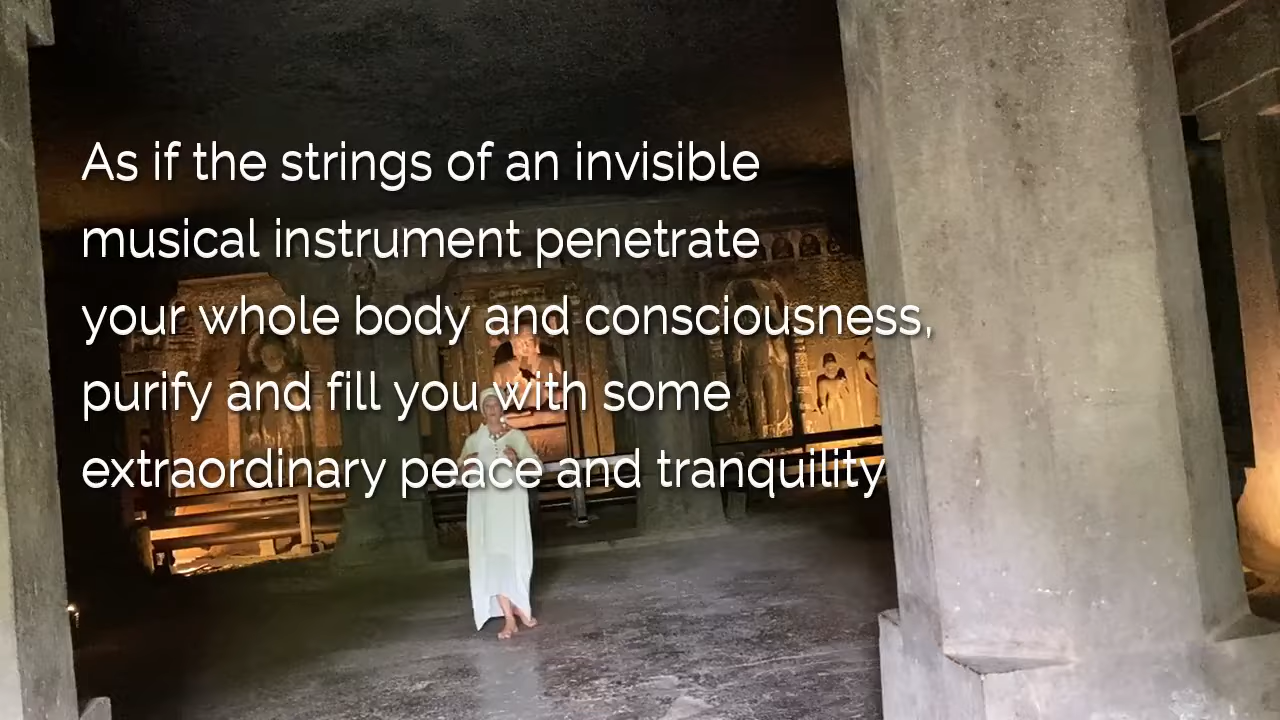 As if the strings of an invisible
musical instrument penetrate
your whole body and consciousness,
purify and fill you with some
extraordinary peace and tranquility